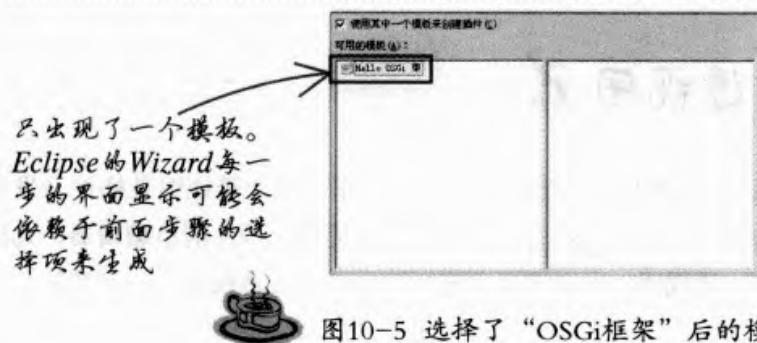 使用其中一个模板来创建插件(C)
可用的模板(A)：
Hello OSGi
只出现了一个模板。
Eclipse的Wizard每一
步的界面显示可能会
依赖于前面步骤的选
择项来生成
图10-5 选择了“OSGi框架”后的模